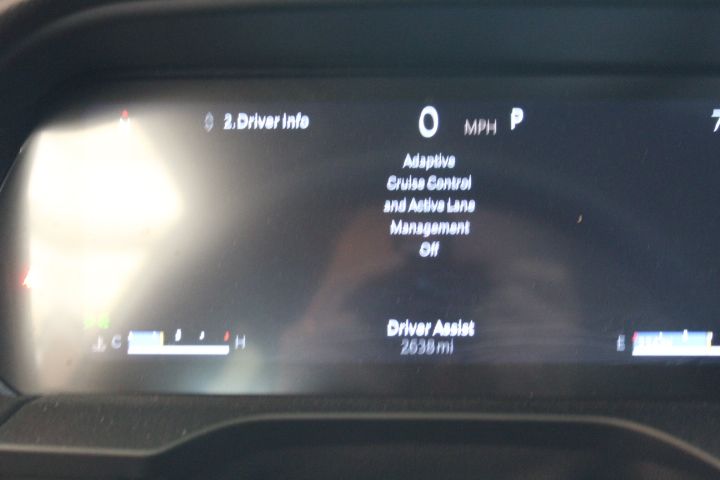 2.Driver Info
0 MPH P
Adaptive
Cruise Control
and Active Lane
Management
Off
Driver Assist
2638 mi
C H
E